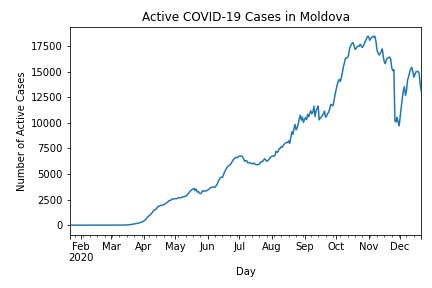 Active COVID-19 Cases in Moldova
Number of Active Cases
17500
15000
12500
10000
7500
5000
2500
0
Feb Mar Apr May Jun Jul Aug Sep Oct Nov Dec
2020
Day